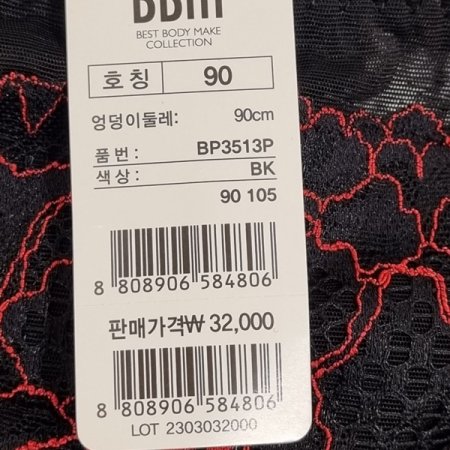 BEST BODY MAKE
COLLECTION
호칭 90
엉덩이둘레: 90cm
품번: BP3513P
색상: BK
90 105
8 808906 584806
판매가격₩ 32,000
8 808906 584806
LOT 2303032000